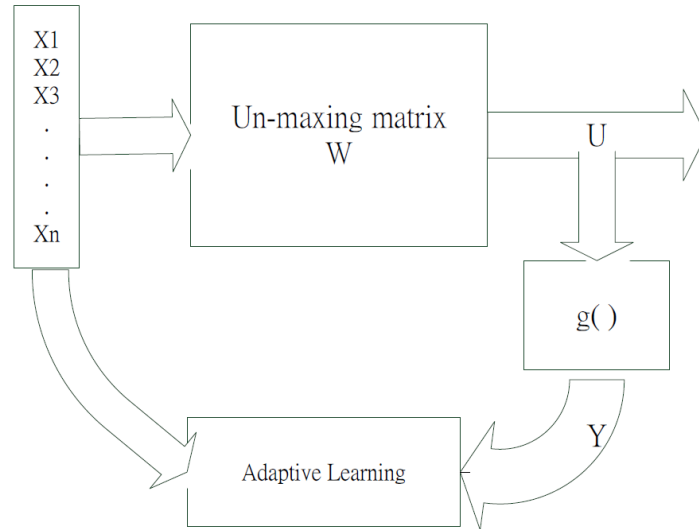 X1
X2
X3
.
.
.
.
Xn
Un-maxing matrix
W
U
g( )
Y
Adaptive Learning